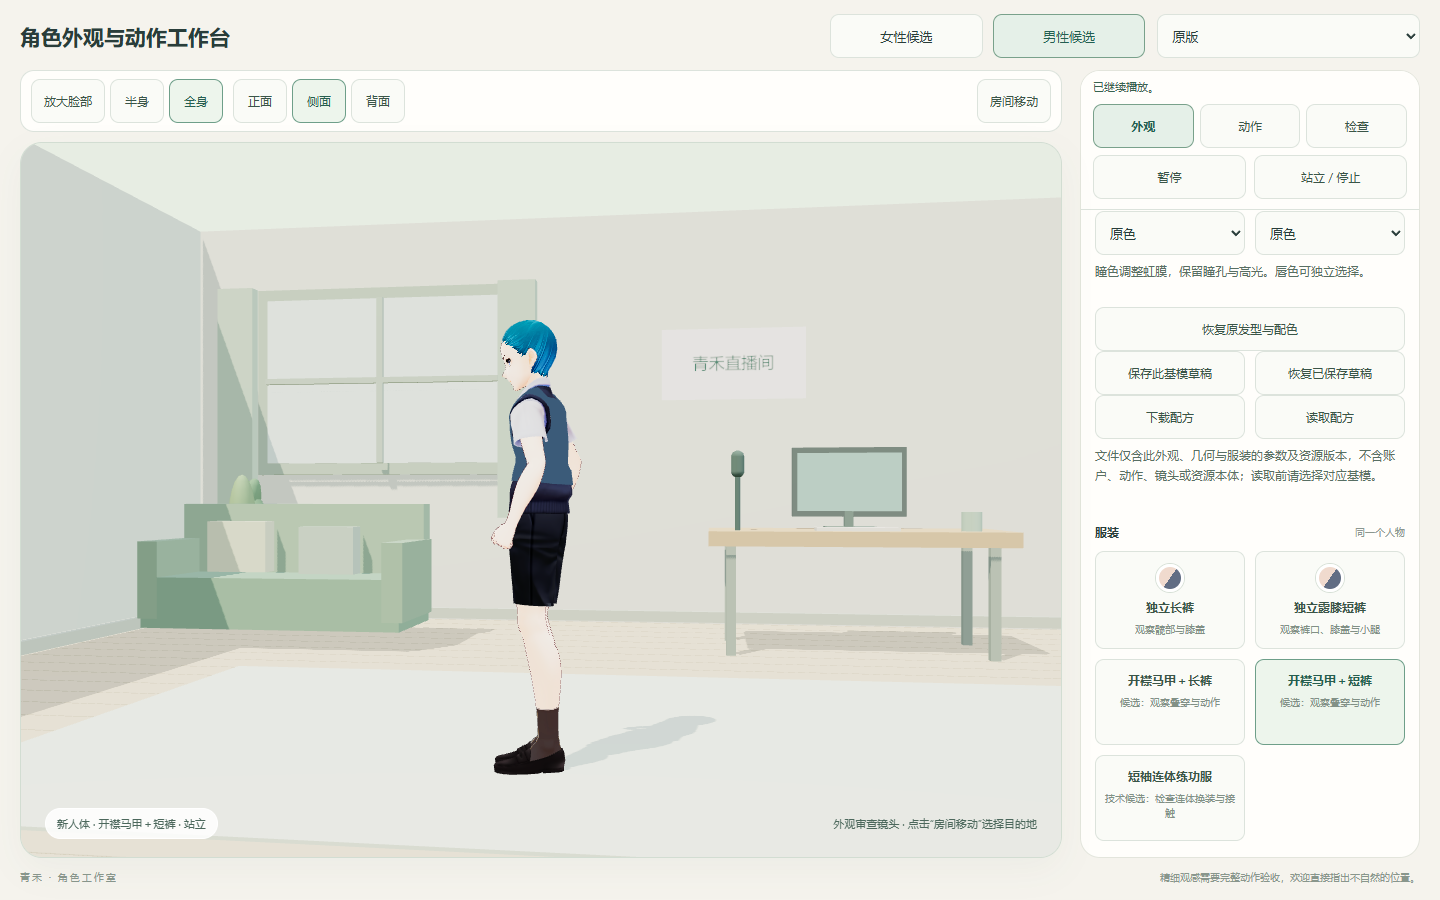 角色外观与动作工作台
女性候选
男性候选
原版
放大脸部
半身
全身
正面
侧面
背面
房间移动
已继续播放。
外观
动作
检查
暂停
站立 / 停止
原色
原色
瞳色调整虹膜，保留瞳孔与高光。唇色可独立选择。
恢复原发型与配色
保存此基模草稿
恢复已保存草稿
下载配方
读取配方
文件仅含此外观、几何与服装的参数及资源版本，不含账
户、动作、镜头或资源本体；读取前请选择对应基模。
服装
同一个人物
独立长裤
观察髋部与膝盖
独立露膝短裤
观察裤口、膝盖与小腿
开襟马甲 + 长裤
候选：观察叠穿与动作
开襟马甲 + 短裤
候选：观察叠穿与动作
短袖连体练功服
技术候选：检查连体换装与接
触
青禾直播间
新人体 · 开襟马甲 + 短裤 · 站立
外观审查镜头 · 点击“房间移动”选择目的地
青禾 · 角色工作室
精细观感需要完整动作验收，欢迎直接指出不自然的位置。